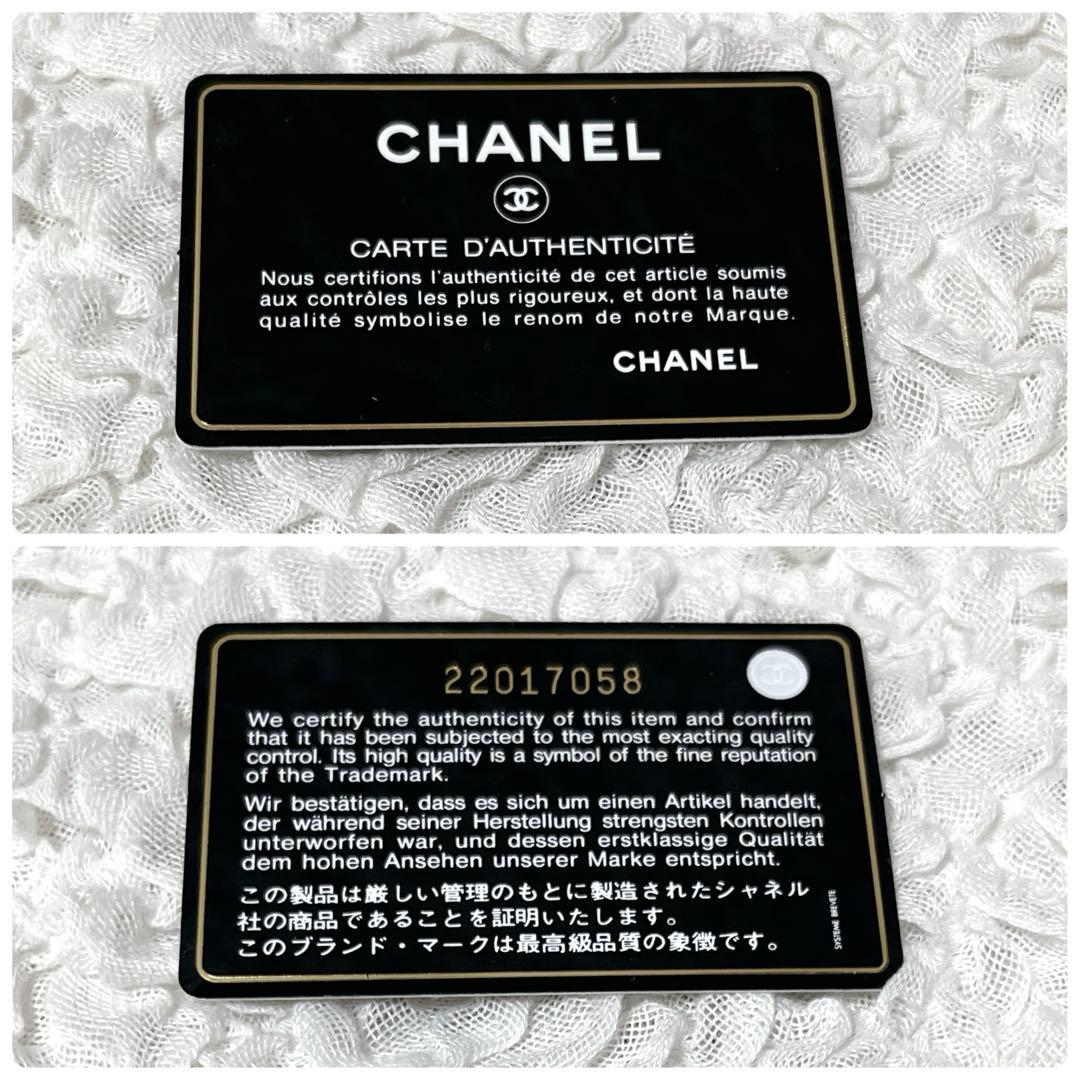 CHANEL
CARTE D'AUTHENTICITÉ
Nous certifions l'authenticité de cet article soumis
aux contrôles les plus rigoureux, et dont la haute
qualité symbolise le renom de notre Marque.
CHANEL
22017058
We certify the authenticity of this item and confirm
that it has been subjected to the most exacting quality
control. Its high quality is a symbol of the fine reputation
of the Trademark.
Wir bestätigen, dass es sich um einen Artikel handelt,
der während seiner Herstellung strengsten Kontrollen
unterworfen war, und dessen erstklassige Qualität
dem hohen Ansehen unserer Marke entspricht.
この製品は厳しい管理のもとに製造されたシャネル
社の商品であることを証明いたします。
このブランド・マークは最高級品質の象徴です。
SYSTEME BREVETE